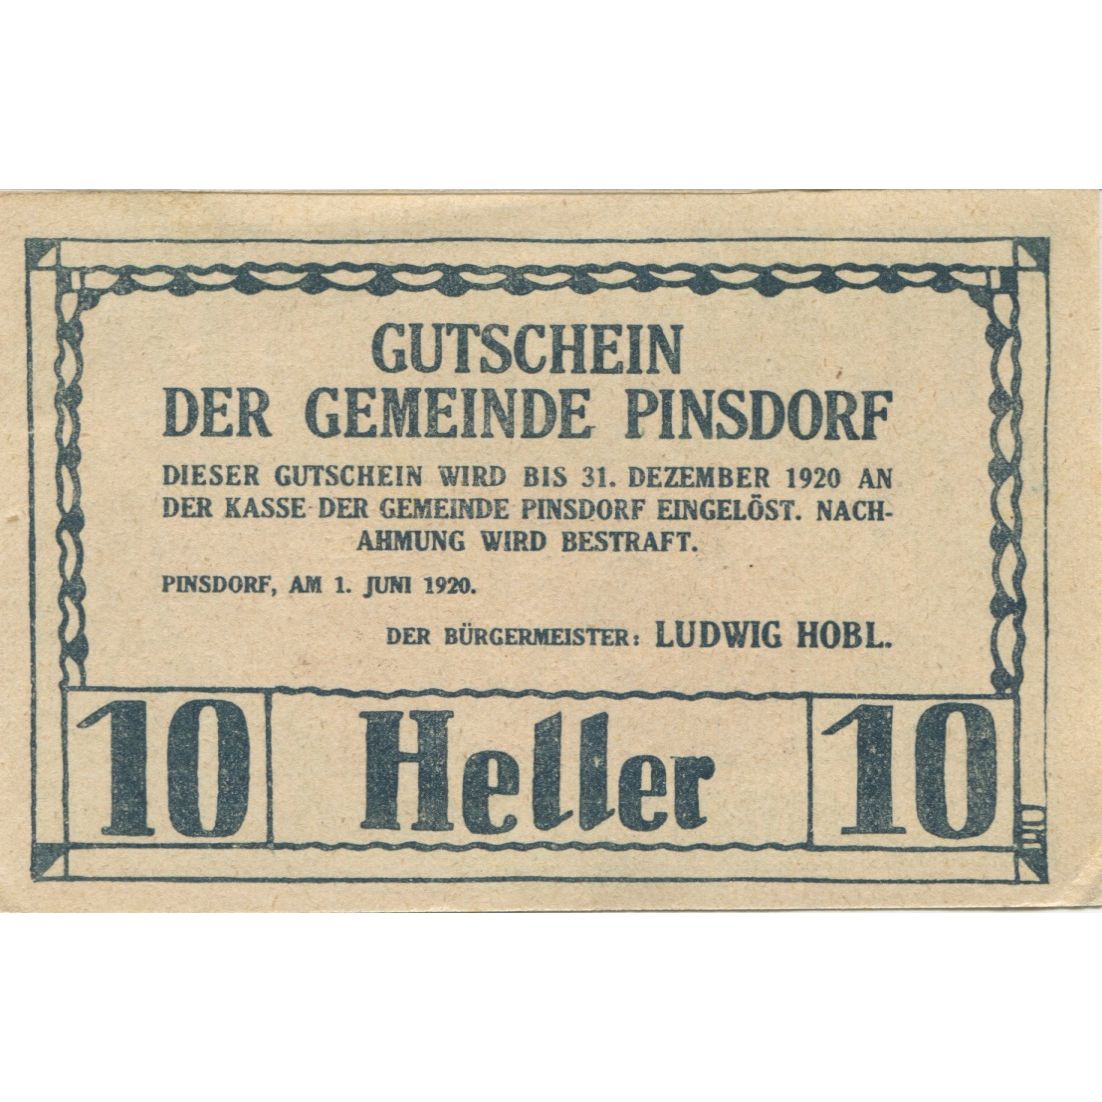 GUTSCHEIN
DER GEMEINDE PINSDORF
DIESER GUTSCHEIN WIRD BIS 31. DEZEMBER 1920 AN
DER KASSE DER GEMEINDE PINSDORF EINGELÖST. NACH-
AHMUNG WIRD BESTRAFT.
PINSDORF, AM 1. JUNI 1920.
DER BÜRGERMEISTER: LUDWIG HOBL.
10 Heller 10